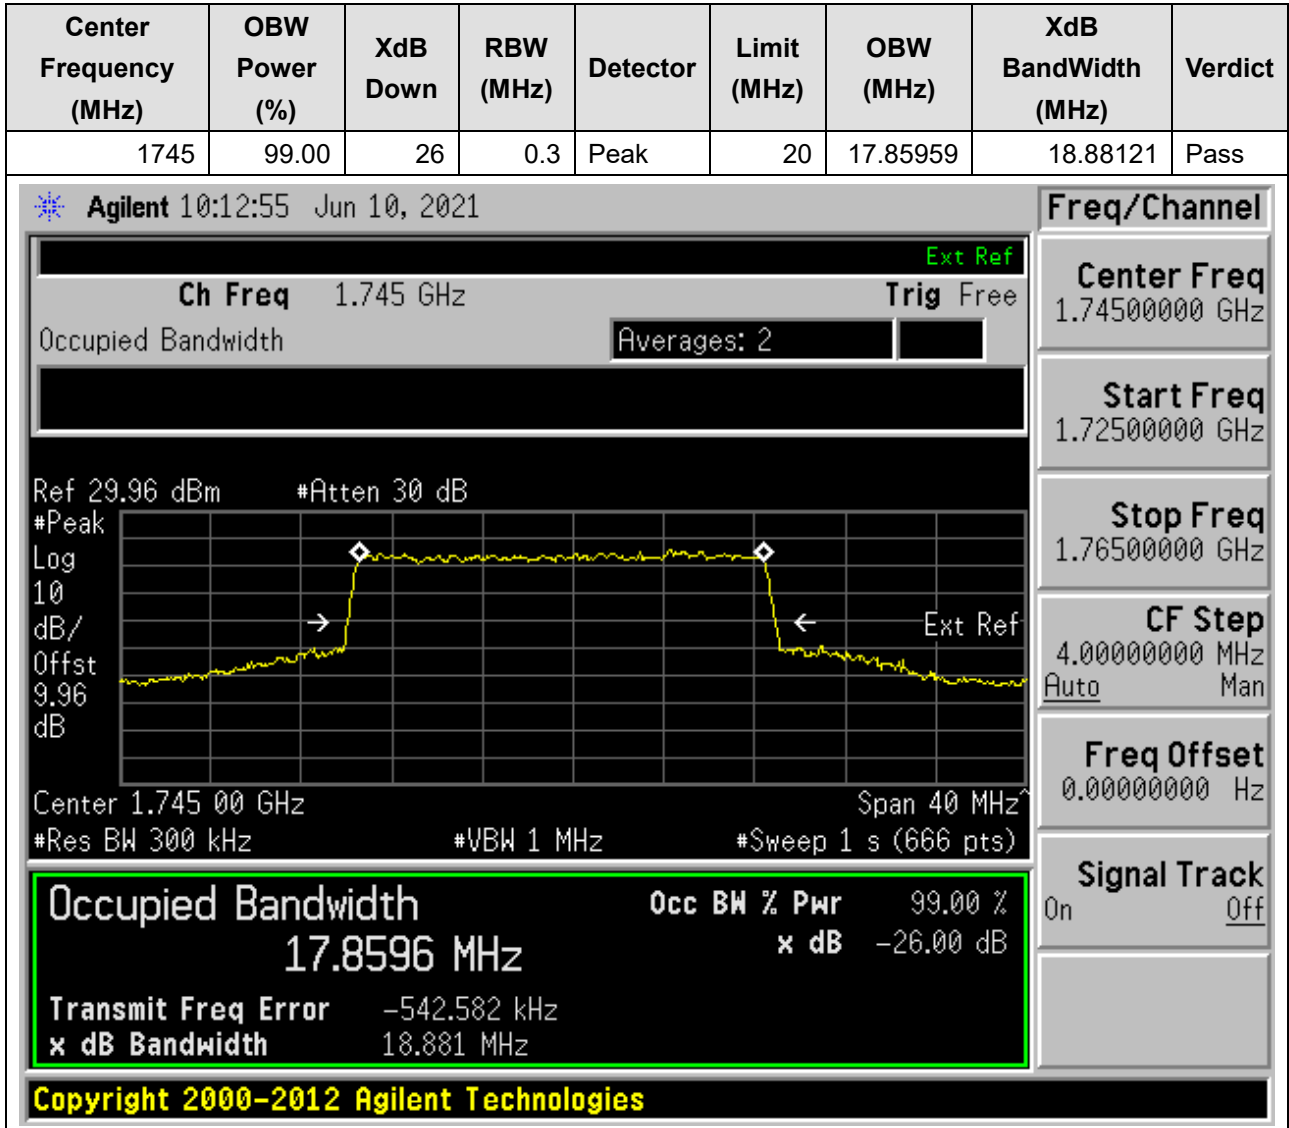 Center Frequency (MHz) OBW Power (%) XdB Down RBW (MHz) Detector Limit (MHz) OBW (MHz) XdB BandWidth (MHz) Verdict
1745 99.00 26 0.3 Peak 20 17.85959 18.88121 Pass
Agilent 10:12:55 Jun 10, 2021
Freq/Channel
Ext Ref
Ch Freq 1.745 GHz Trig Free
Occupied Bandwidth Averages: 2
Center Freq
1.74500000 GHz
Start Freq
1.72500000 GHz
Stop Freq
1.76500000 GHz
CF Step
4.00000000 MHz
Auto Man
Freq Offset
0.00000000 Hz
Signal Track
On Off
Ref 29.96 dBm #Atten 30 dB
#Peak
Log
10
dB/
Offst
9.96
dB
Ext Ref
Center 1.745 00 GHz Span 40 MHz^
#Res BW 300 kHz #VBW 1 MHz #Sweep 1 s (666 pts)
Occupied Bandwidth Occ BW % Pwr 99.00 %
17.8596 MHz x dB -26.00 dB
Transmit Freq Error -542.582 kHz
x dB Bandwidth 18.881 MHz
Copyright 2000-2012 Agilent Technologies